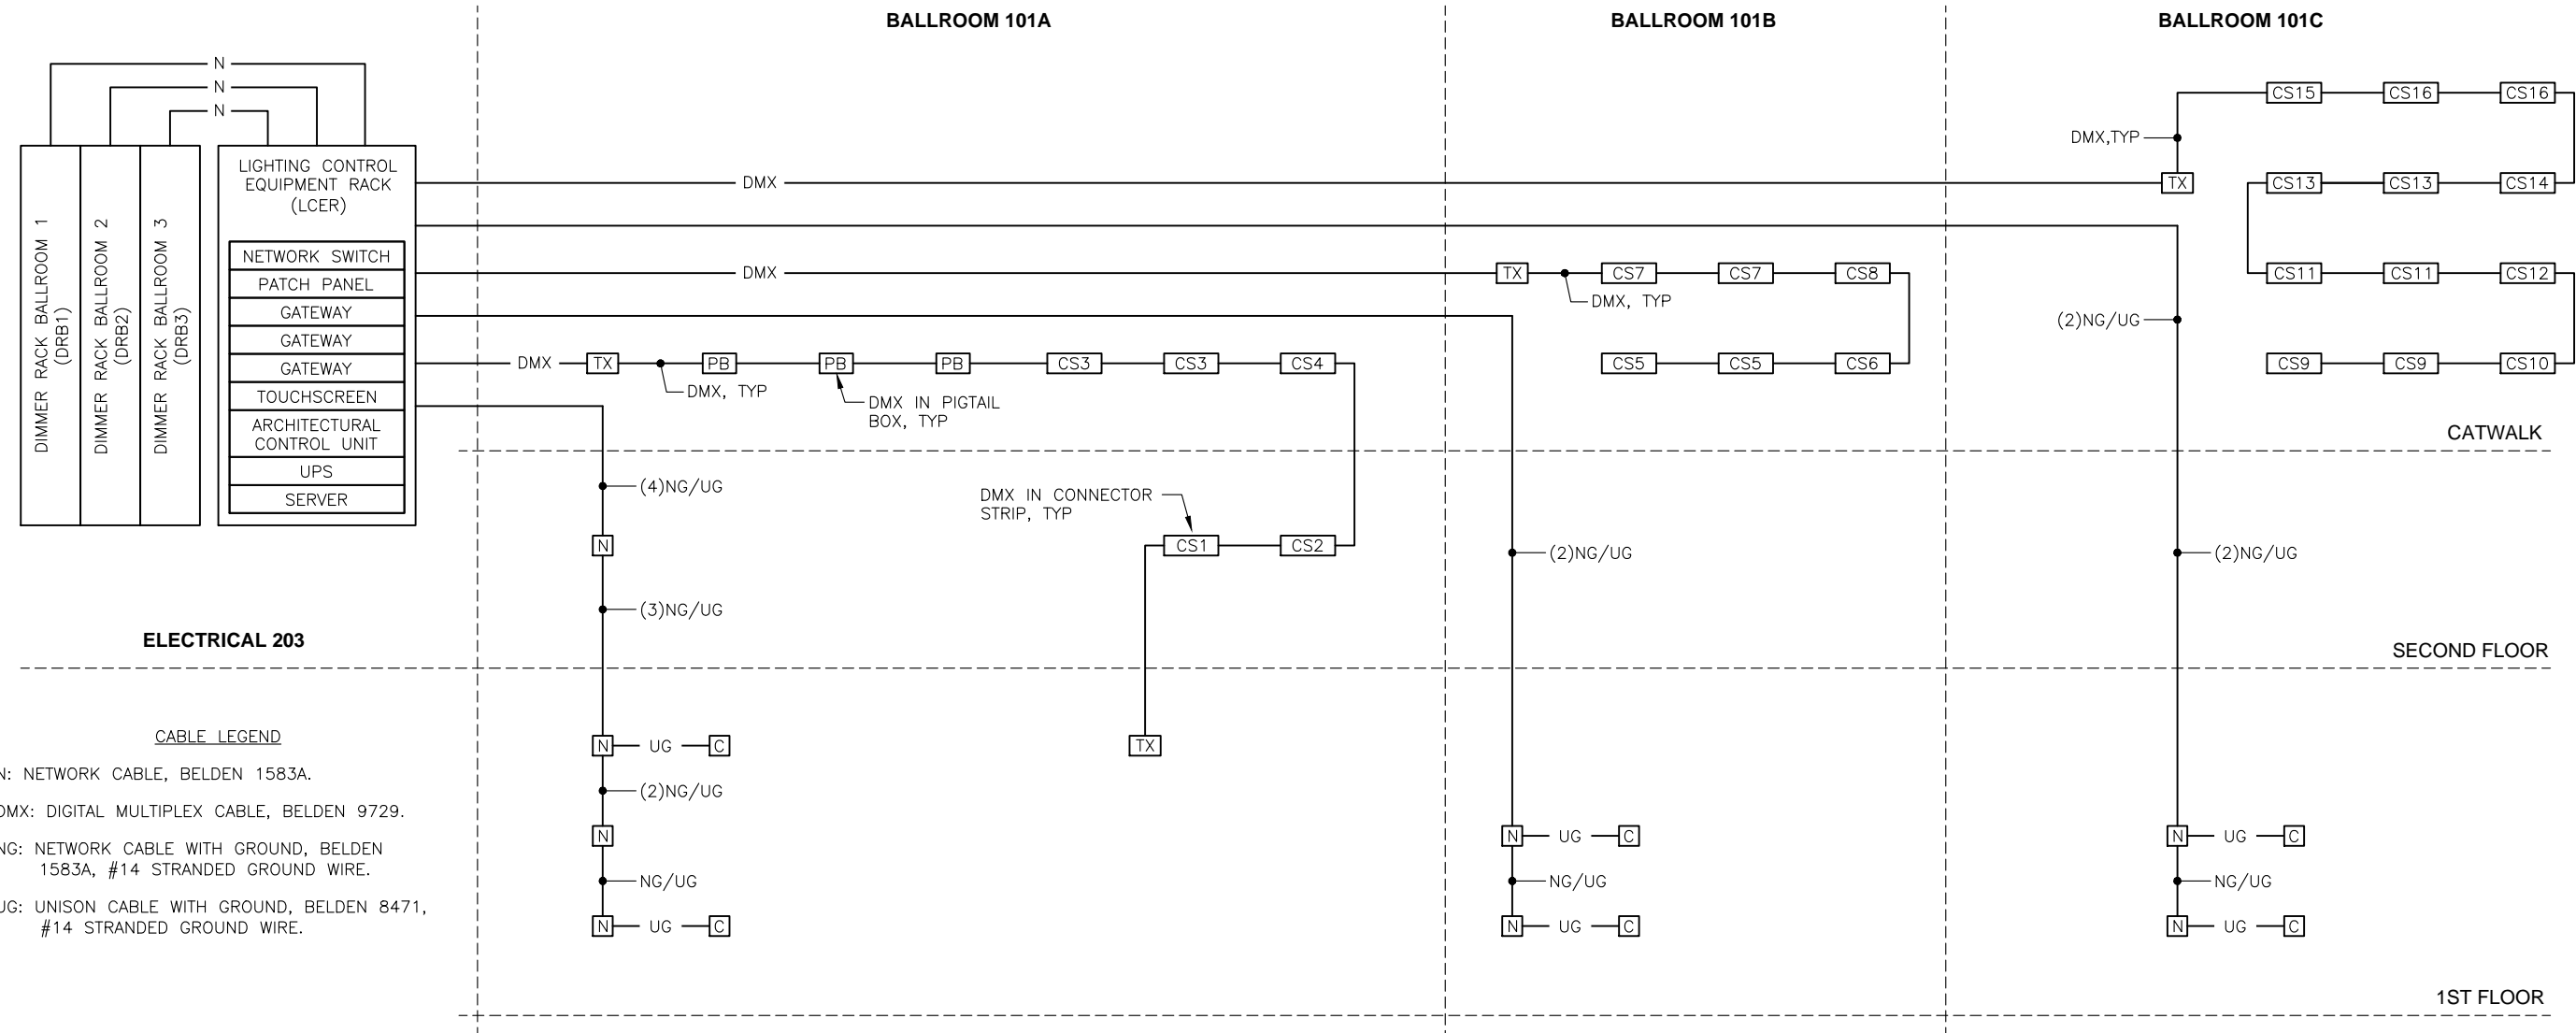 BALLROOM 101A
BALLROOM 101B
BALLROOM 101C
N
N
N
DIMMER RACK BALLROOM 1
(DRB1)
DIMMER RACK BALLROOM 2
(DRB2)
DIMMER RACK BALLROOM 3
(DRB3)
LIGHTING CONTROL
EQUIPMENT RACK
(LCER)
NETWORK SWITCH
PATCH PANEL
GATEWAY
GATEWAY
GATEWAY
TOUCHSCREEN
ARCHITECTURAL
CONTROL UNIT
UPS
SERVER
ELECTRICAL 203
DMX
DMX
DMX
TX
DMX, TYP
PB
PB
PB
CS3
CS3
CS4
DMX IN PIGTAIL
BOX, TYP
(4)NG/UG
N
DMX IN CONNECTOR
STRIP, TYP
CS1
CS2
(3)NG/UG
N
UG
C
TX
(2)NG/UG
N
NG/UG
N
UG
C
TX
CS7
CS7
CS8
DMX, TYP
CS5
CS5
CS6
(2)NG/UG
N
UG
C
NG/UG
N
UG
C
CS15
CS16
CS16
DMX,TYP
TX
CS13
CS13
CS14
CS11
CS11
CS12
(2)NG/UG
CS9
CS9
CS10
CATWALK
(2)NG/UG
SECOND FLOOR
N
UG
C
NG/UG
N
UG
C
1ST FLOOR
CABLE LEGEND
N: NETWORK CABLE, BELDEN 1583A.
DMX: DIGITAL MULTIPLEX CABLE, BELDEN 9729.
NG: NETWORK CABLE WITH GROUND, BELDEN
1583A, #14 STRANDED GROUND WIRE.
UG: UNISON CABLE WITH GROUND, BELDEN 8471,
#14 STRANDED GROUND WIRE.